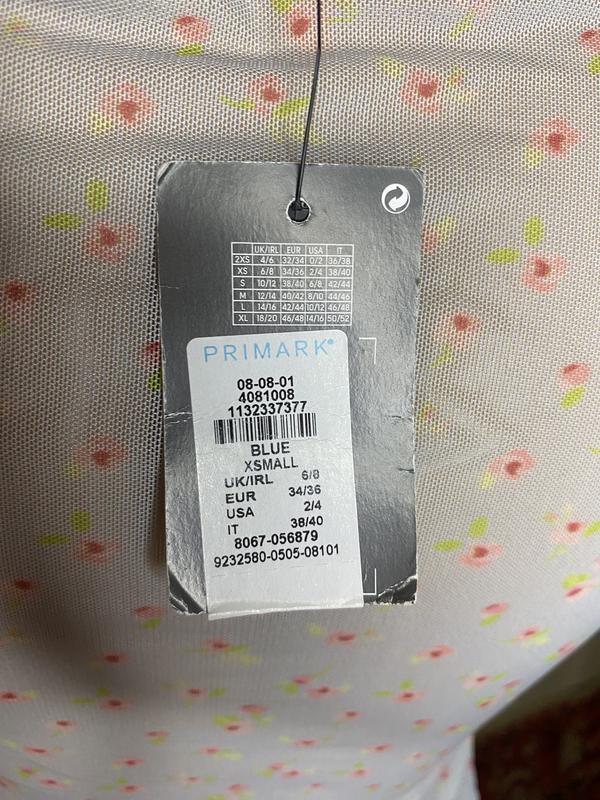 UK/IRL EUR USA IT
2XS 4/6 32/34 0/2 36/38
XS 6/8 34/36 2/4 38/40
S 10/12 38/40 6/8 42/44
M 12/14 40/42 8/10 44/46
L 14/16 42/44 10/12 46/48
XL 18/20 46/48 14/16 50/52
PRIMARK®
08-08-01
4081008
1132337377
BLUE
XSMALL
UK/IRL 6/8
EUR 34/36
USA 2/4
IT 38/40
8067-056879
9232580-0505-08101